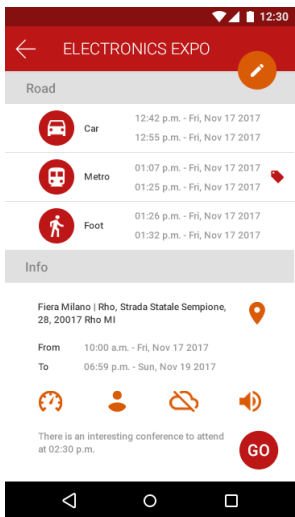 12:30
ELECTRONICS EXPO
Road
Car
12:42 p.m. - Fri, Nov 17 2017
12:55 p.m. - Fri, Nov 17 2017
Metro
01:07 p.m. - Fri, Nov 17 2017
01:25 p.m. - Fri, Nov 17 2017
Foot
01:26 p.m. - Fri, Nov 17 2017
01:32 p.m. - Fri, Nov 17 2017
Info
Fiera Milano | Rho, Strada Statale Sempione,
28, 20017 Rho MI
From 10:00 a.m. - Fri, Nov 17 2017
To 06:59 p.m. - Sun, Nov 19 2017
There is an interesting conference to attend
at 02:30 p.m.
GO